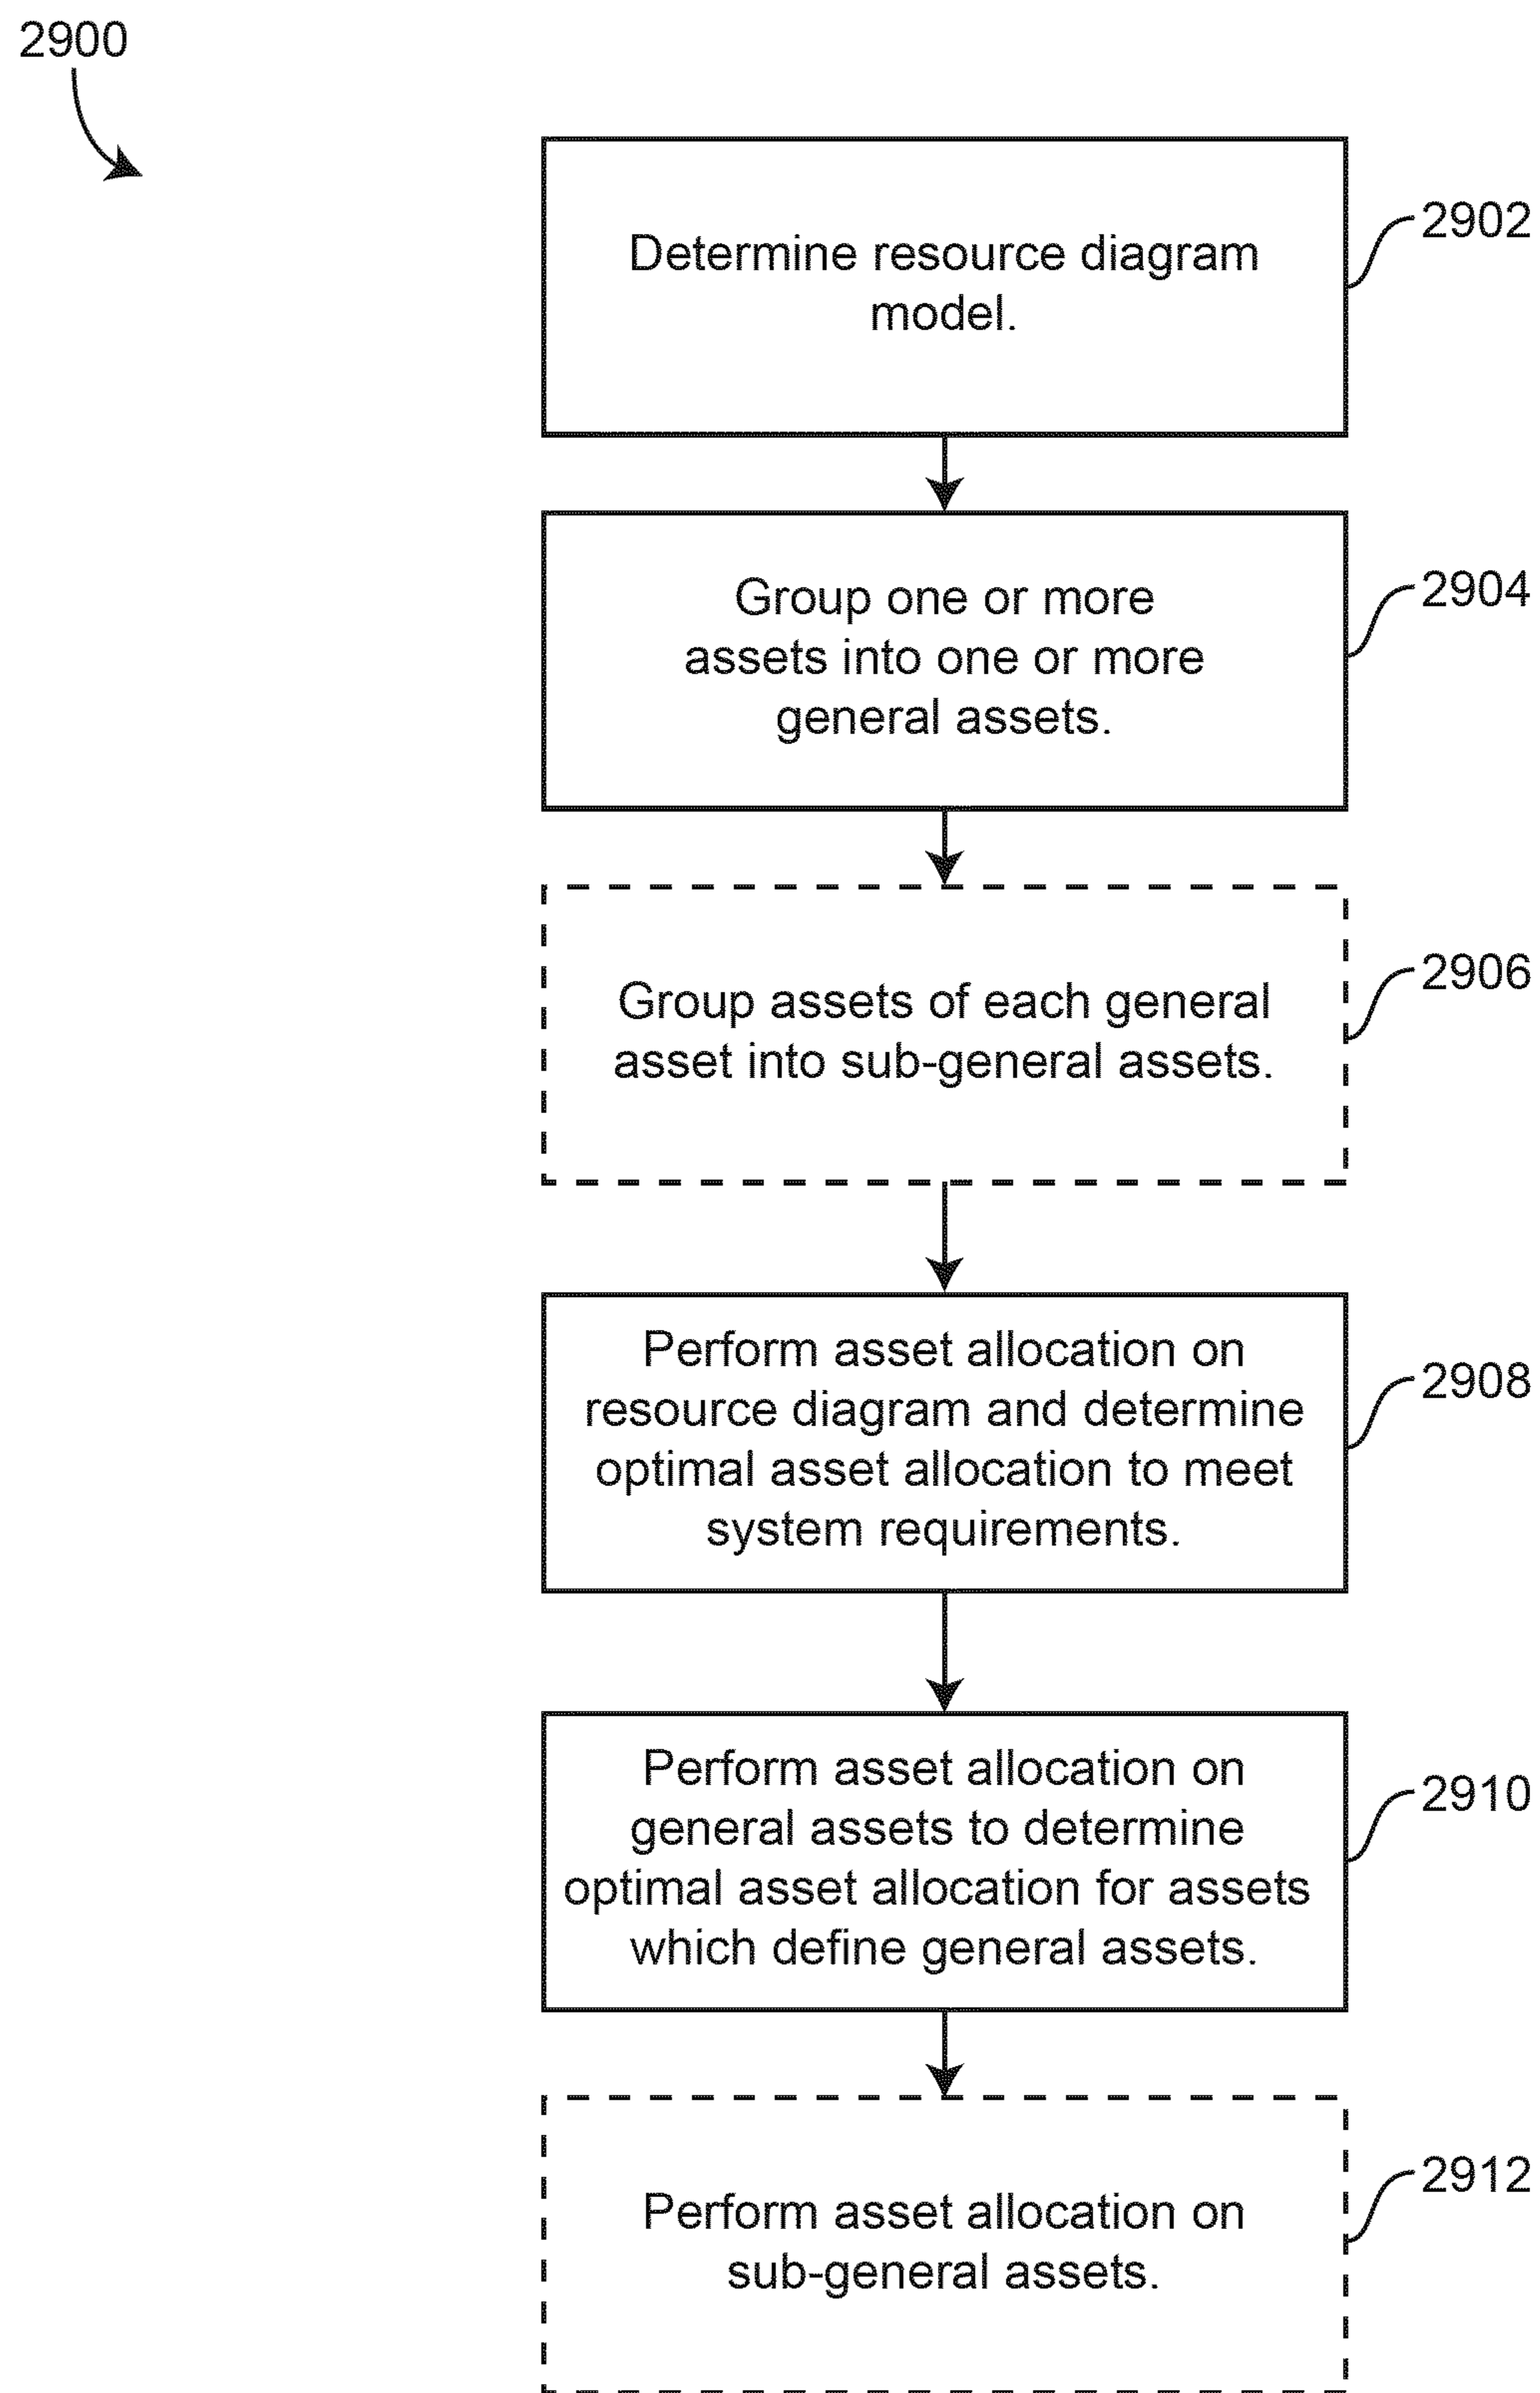 2900
Determine resource diagram
model.
2902
Group one or more
assets into one or more
general assets.
2904
Group assets of each general
asset into sub-general assets.
2906
Perform asset allocation on
resource diagram and determine
optimal asset allocation to meet
system requirements.
2908
Perform asset allocation on
general assets to determine
optimal asset allocation for assets
which define general assets.
2910
Perform asset allocation on
sub-general assets.
2912